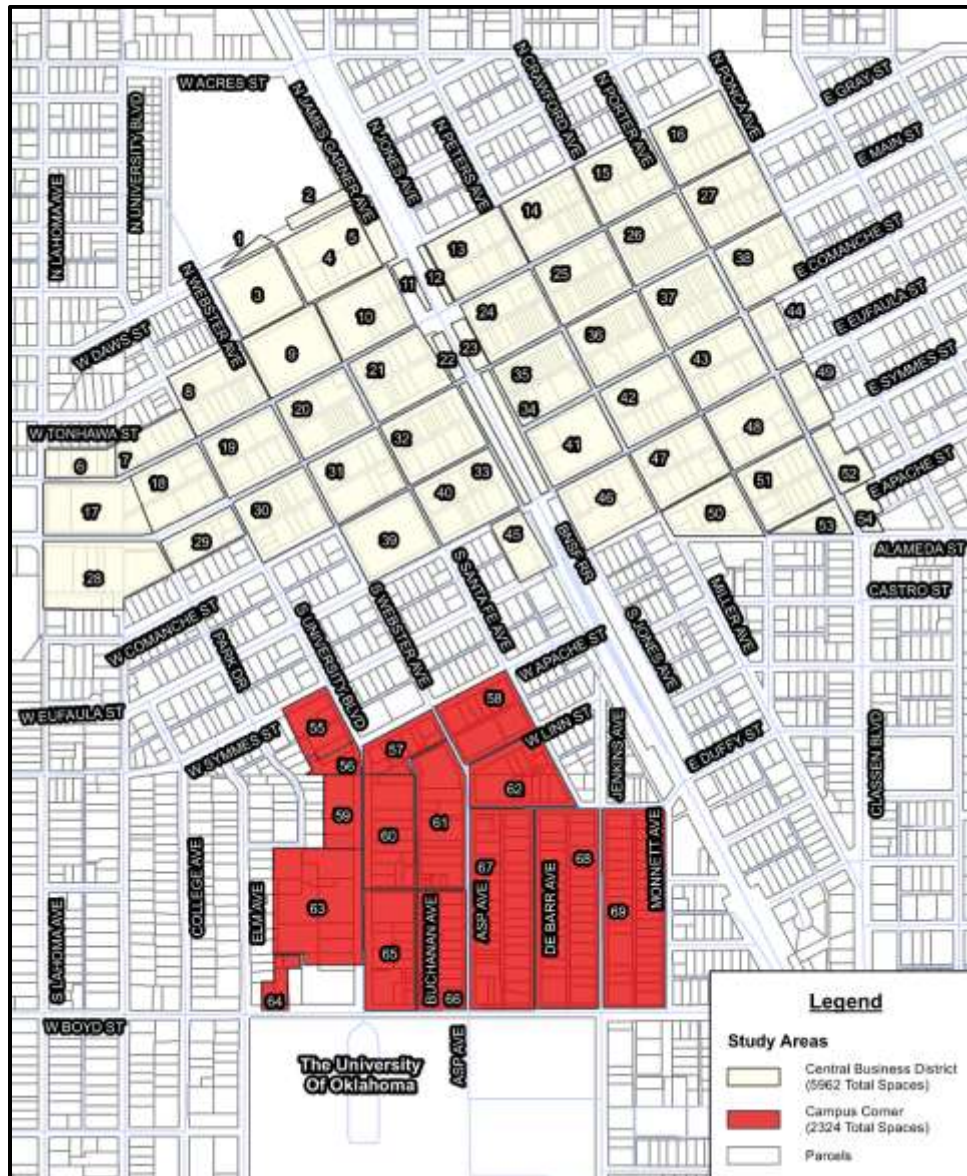 W ACRES ST
N UNIVERSITY BLVD
N LAHOMA AVE
N JAMES GARNER AVE
N JONES AVE
N PETERS AVE
N CRAWFORD AVE
N PORTER AVE
N PONCA AVE
E GRAY ST
E MAIN ST
E COMANCHE ST
E EUFAULA ST
E SYMMES ST
E APACHE ST
N WEBSTER AVE
W DAWS ST
W TONHAWA ST
1
2
3
4
5
6
7
8
9
10
11
12
13
14
15
16
17
18
19
20
21
22
23
24
25
26
27
28
29
30
31
32
33
34
35
36
37
38
39
40
41
42
43
44
45
46
47
48
49
50
51
52
53
54
ALAMEDA ST
CASTRO ST
BNSF RR
S SANTA FE AVE
S WEBSTER AVE
S UNIVERSITY BLVD
W COMANCHE ST
PARK DR
W EUFAULA ST
W SYMMES ST
W APACHE ST
W LINN ST
S JONES AVE
MILLER AVE
JENKINS AVE
E DUFFY ST
CLASSEN BLVD
55
56
57
58
59
60
61
62
63
64
65
66
67
68
69
S LAHOMA AVE
COLLEGE AVE
ELM AVE
BUCHANAN AVE
ASP AVE
DE BARR AVE
MONNETT AVE
W BOYD ST
ASP AVE
The University
Of Oklahoma
Legend
Study Areas
Central Business District
(5962 Total Spaces)
Campus Corner
(2324 Total Spaces)
Parcels